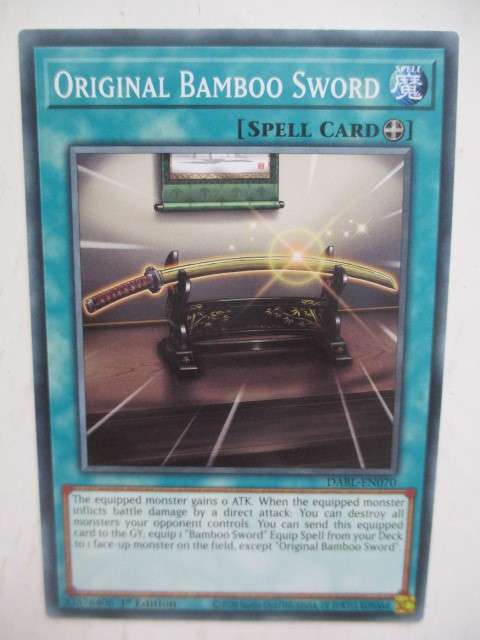 ORIGINAL BAMBOO SWORD
SPELL
魔
[SPELL CARD]
DABL-EN070
The equipped monster gains 0 ATK. When the equipped monster
inflicts battle damage by a direct attack: You can destroy all
monsters your opponent controls. You can send this equipped
card to the GY; equip 1 "Bamboo Sword" Equip Spell from your Deck
to 1 face-up monster on the field, except "Original Bamboo Sword".
1st Edition